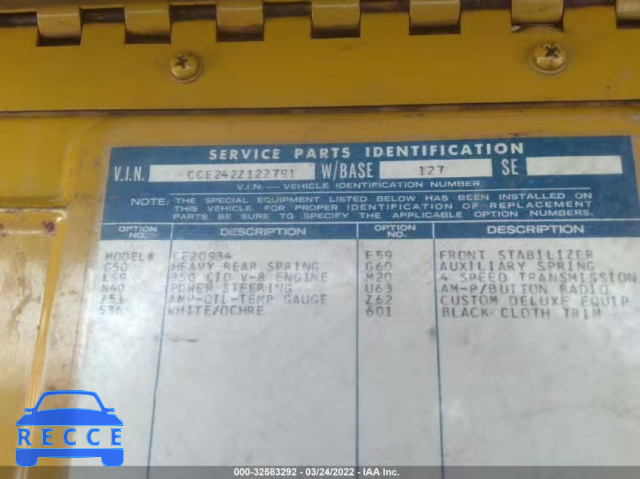 SERVICE PARTS IDENTIFICATION
V.I.N. CCE242Z122791 W/BASE 127 SE
V.I.N. — VEHICLE IDENTIFICATION NUMBER
NOTE: THE SPECIAL EQUIPMENT LISTED BELOW HAS BEEN INSTALLED ON
THIS VEHICLE. FOR PROPER IDENTIFICATION OF REPLACEMENT
PARTS BE SURE TO SPECIFY THE APPLICABLE OPTION NUMBERS.
OPTION NO. DESCRIPTION OPTION NO. DESCRIPTION
MODEL# CE20934 F59 FRONT STABILIZER
G50 HEAVY REAR SPRING G60 AUXILIARY SPRING
LS9 350 CID V-8 ENGINE M20 4 SPEED TRANSMISSION
N40 POWER STEERING U63 AM-P/BUTTON RADIO
Z53 AMP-OIL-TEMP GAUGE Z62 CUSTOM DELUXE EQUIP
536 WHITE/OCHRE 601 BLACK CLOTH TRIM
RECCE
000-32583292 - 03/24/2022 - IAA Inc.